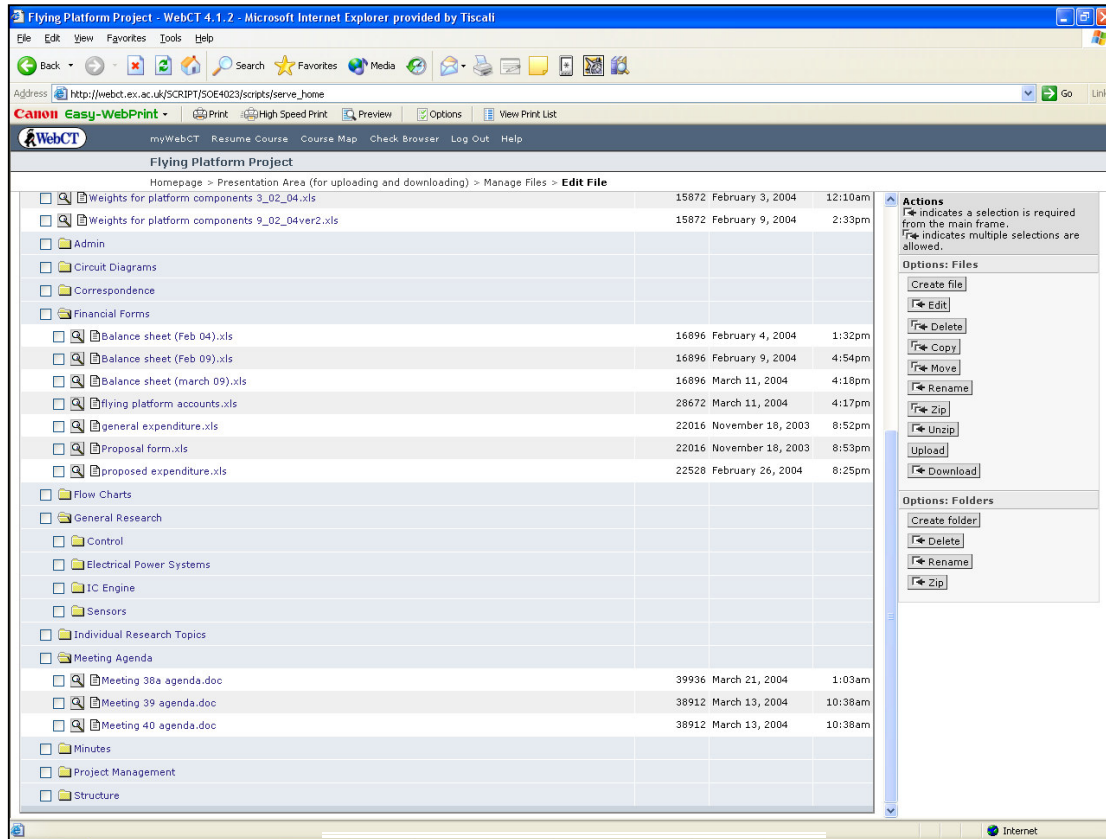 Flying Platform Project - WebCT 4.1.2 - Microsoft Internet Explorer provided by Tiscali
File Edit View Favorites Tools Help
Back Search Favorites Media
Address http://webct.ex.ac.uk/SCRIPT/SOE4023/scripts/serve_home Go Link
Canon Easy-WebPrint Print High Speed Print Preview Options View Print List
WebCT myWebCT Resume Course Course Map Check Browser Log Out Help
Flying Platform Project
Homepage > Presentation Area (for uploading and downloading) > Manage Files > Edit File
Weights for platform components 3_02_04.xls 15872 February 3, 2004 12:10am
Weights for platform components 9_02_04ver2.xls 15872 February 9, 2004 2:33pm
Admin
Circuit Diagrams
Correspondence
Financial Forms
Balance sheet (Feb 04).xls 16896 February 4, 2004 1:32pm
Balance sheet (Feb 09).xls 16896 February 9, 2004 4:54pm
Balance sheet (march 09).xls 16896 March 11, 2004 4:18pm
flying platform accounts.xls 28672 March 11, 2004 4:17pm
general expenditure.xls 22016 November 18, 2003 8:52pm
Proposal form.xls 22016 November 18, 2003 8:53pm
proposed expenditure.xls 22528 February 26, 2004 8:25pm
Flow Charts
General Research
Control
Electrical Power Systems
IC Engine
Sensors
Individual Research Topics
Meeting Agenda
Meeting 38a agenda.doc 39936 March 21, 2004 1:03am
Meeting 39 agenda.doc 38912 March 13, 2004 10:38am
Meeting 40 agenda.doc 38912 March 13, 2004 10:38am
Minutes
Project Management
Structure
Actions
indicates a selection is required
from the main frame.
indicates multiple selections are
allowed.
Options: Files
Create file
Edit
Delete
Copy
Move
Rename
Zip
Unzip
Upload
Download
Options: Folders
Create folder
Delete
Rename
Zip
Internet